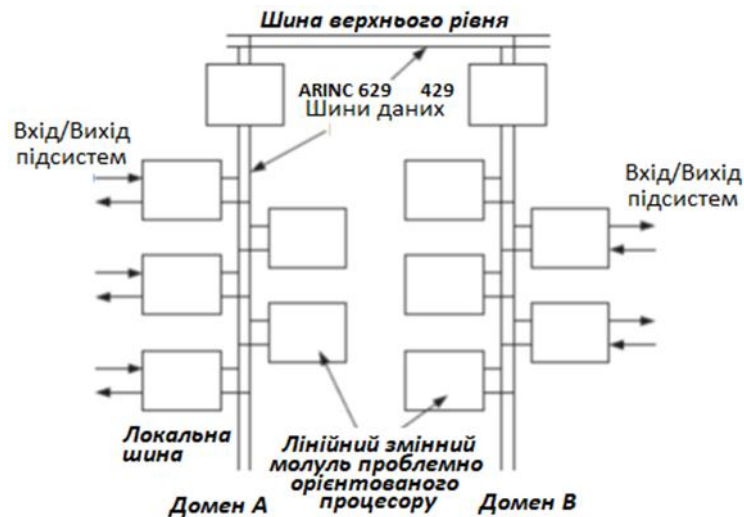 Шина верхнього рівня
ARINC 629 429
Шини даних
Вхід/Вихід
підсистем
Вхід/Вихід
підсистем
Локальна
шина
Лінійний змінний
молуль проблемно
орієнтованого
процесору
Домен А
Домен В